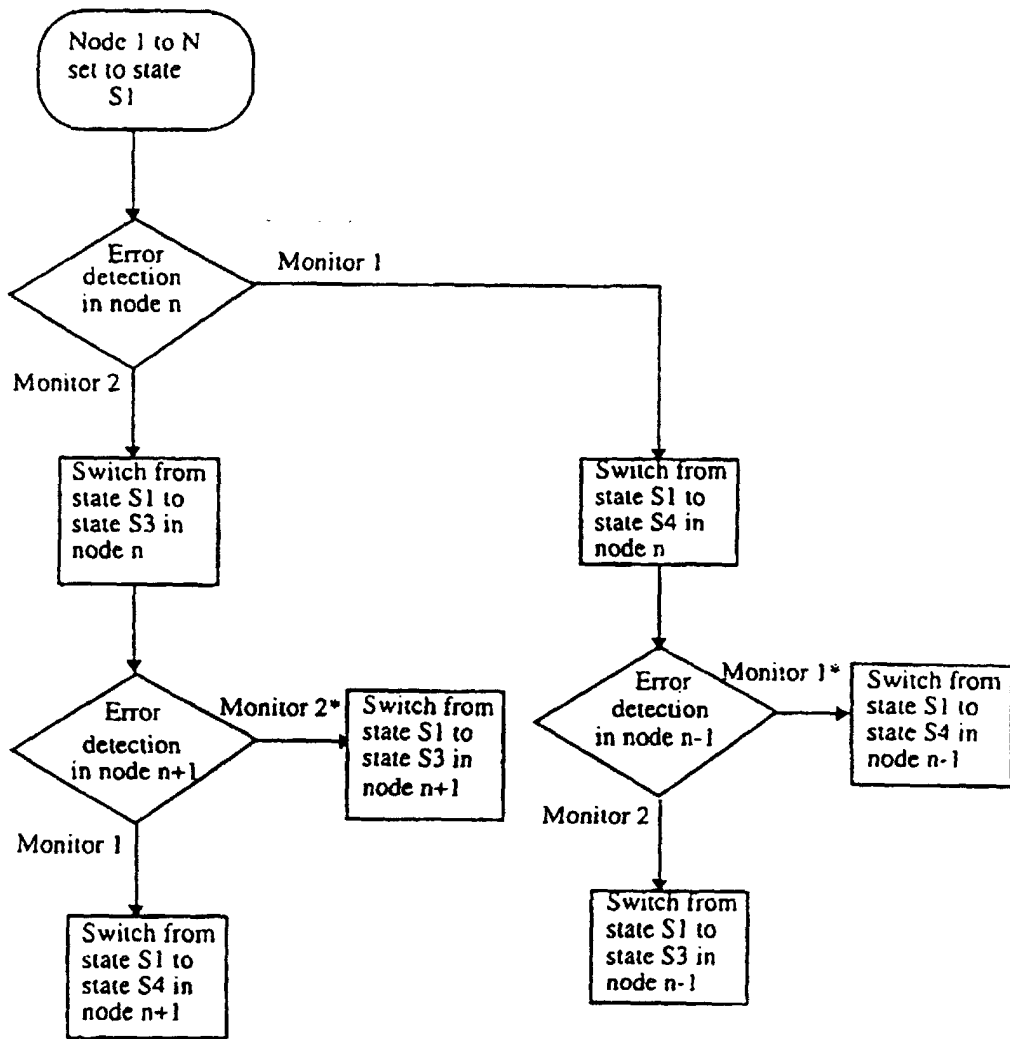 Node 1 to N
set to state
S1
Error
detection
in node n
Monitor 1
Monitor 2
Switch from
state S1 to
state S3 in
node n
Switch from
state S1 to
state S4 in
node n
Error
detection
in node n+1
Monitor 2*
Switch from
state S1 to
state S3 in
node n+1
Monitor 1
Switch from
state S1 to
state S4 in
node n+1
Error
detection
in node n-1
Monitor 1*
Switch from
state S1 to
state S4 in
node n-1
Monitor 2
Switch from
state S1 to
state S3 in
node n-1